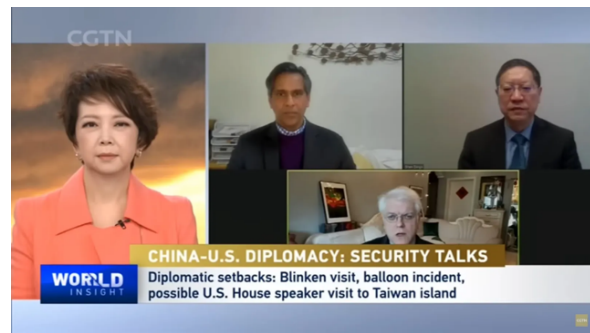 CGTN
CHINA-U.S. DIPLOMACY: SECURITY TALKS
WORLD
INSIGHT
Diplomatic setbacks: Blinken visit, balloon incident,
possible U.S. House speaker visit to Taiwan island